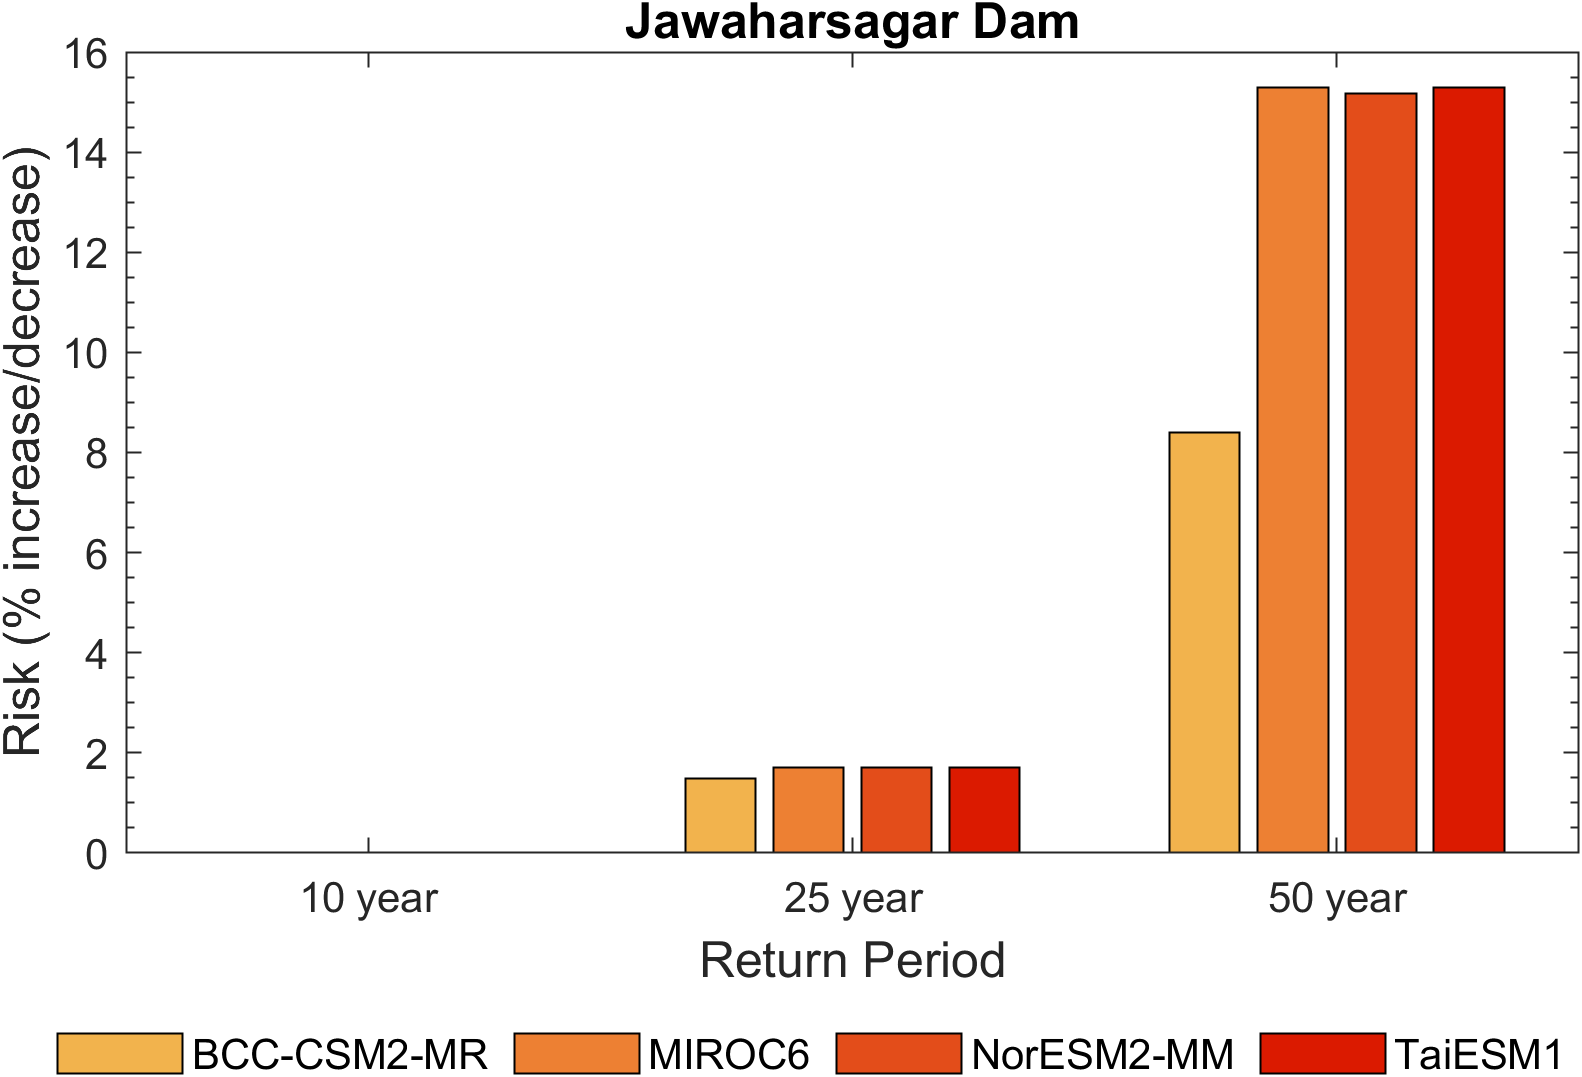 Jawaharsagar Dam
Risk (% increase/decrease)
16
14
12
10
8
6
4
2
0
10 year 25 year 50 year
Return Period
BCC-CSM2-MR MIROC6 NorESM2-MM TaiESM1